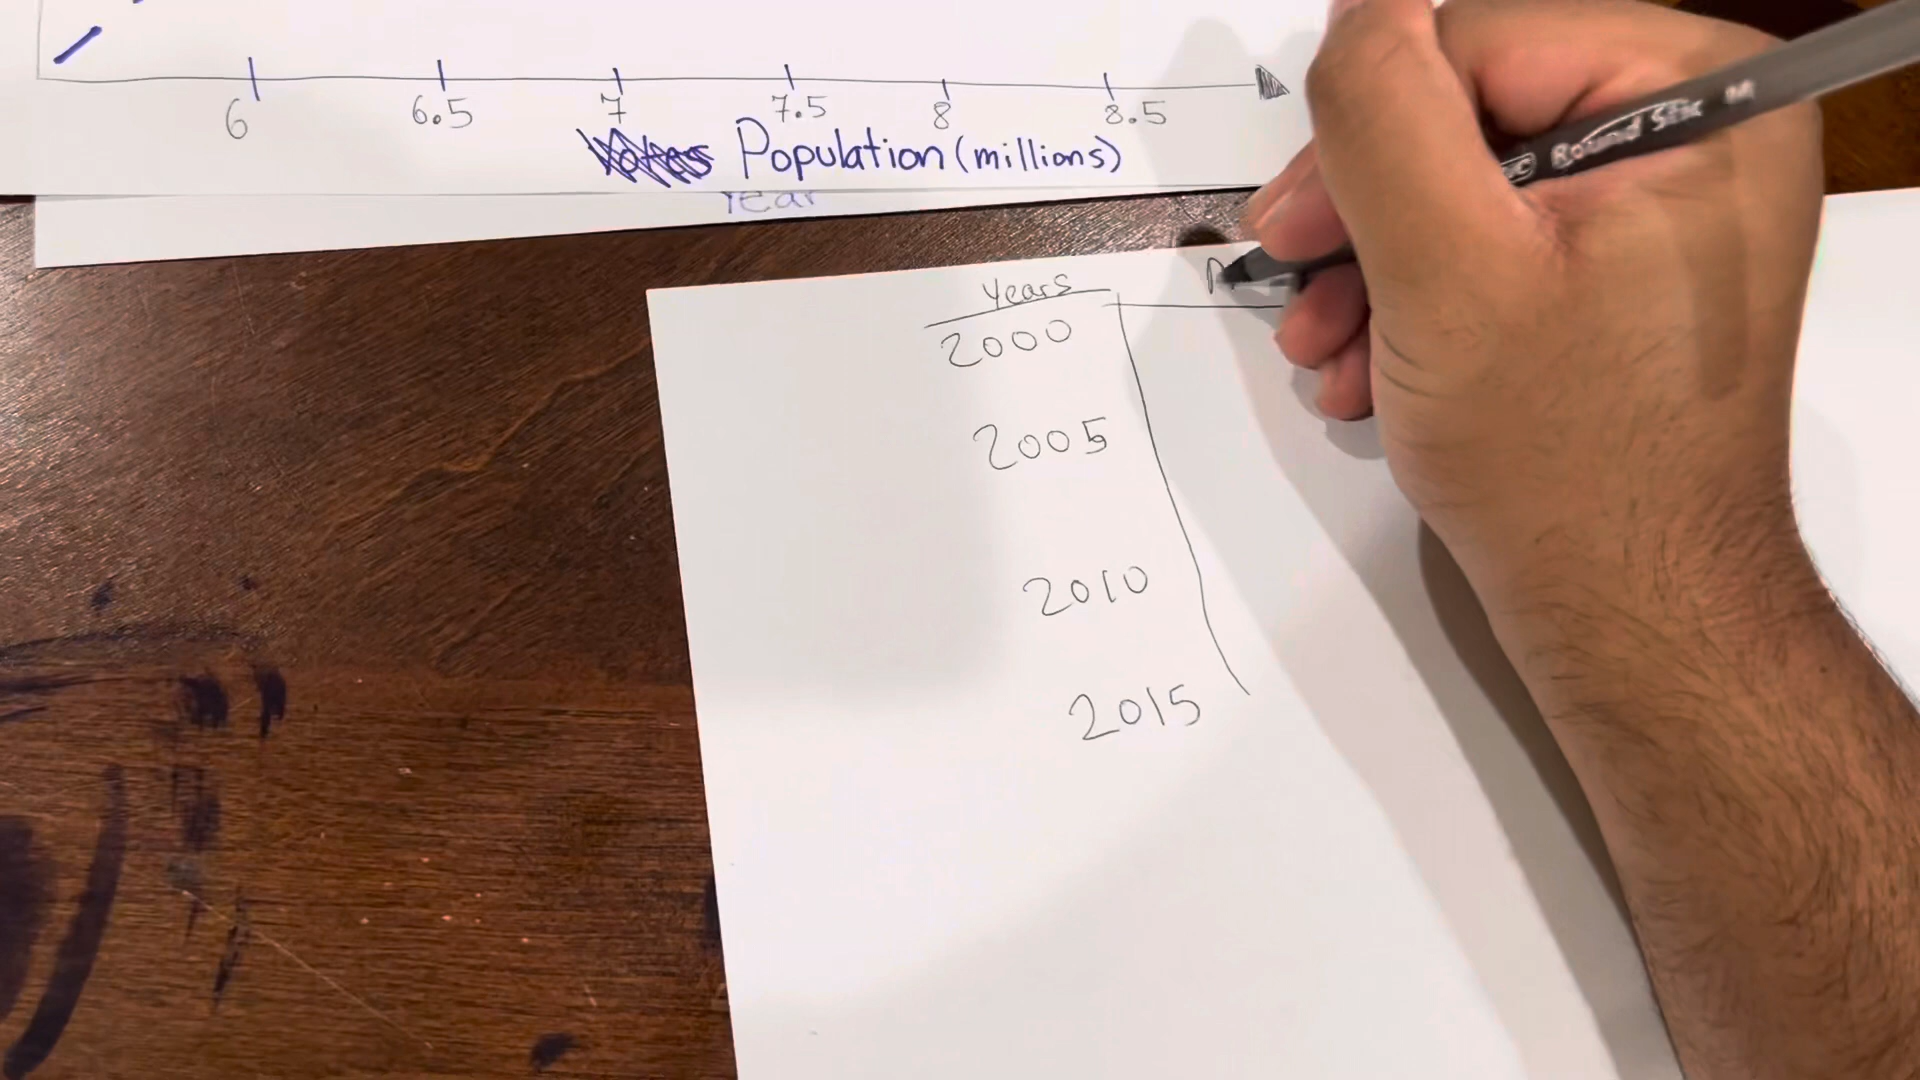 6 6.5 7 7.5 8 8.5
Population (millions)
Year
Years
2000
2005
2010
2015
BIC Round Stic M